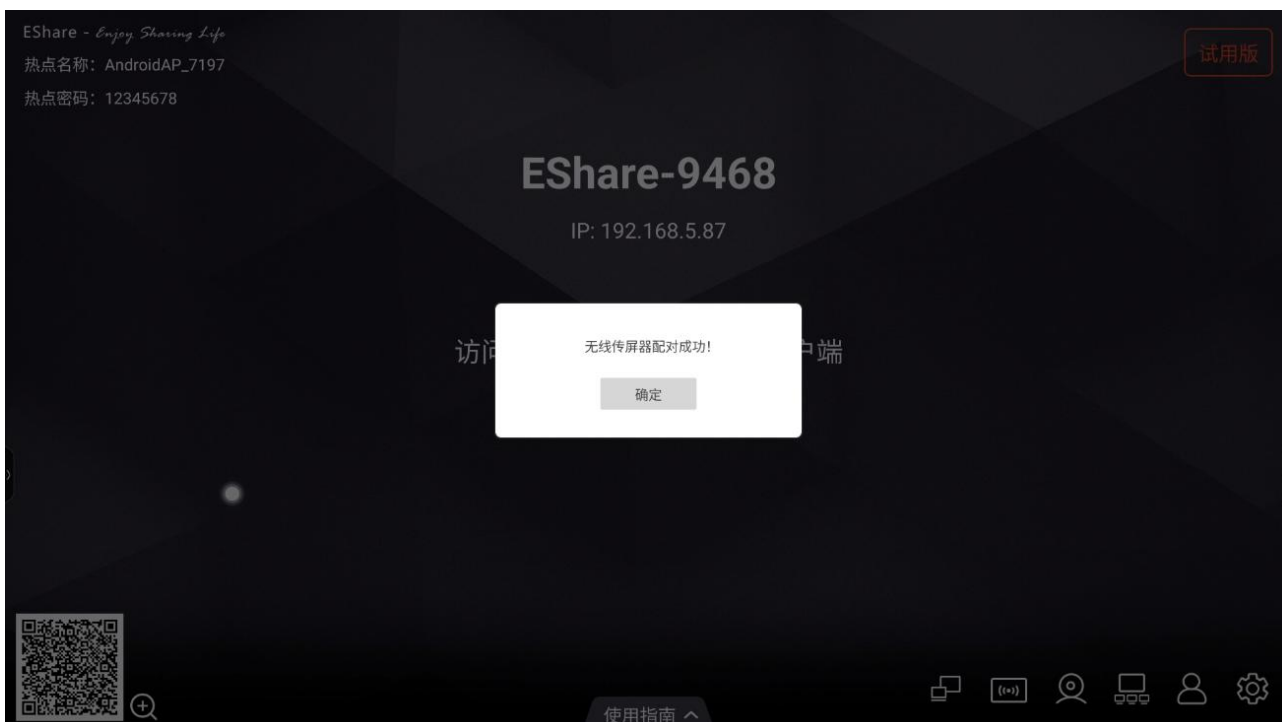 EShare - Enjoy Sharing Life
热点名称：AndroidAP_7197
热点密码：12345678
试用版
EShare-9468
IP: 192.168.5.87
访问
户端
无线传屏器配对成功!
确定
使用指南